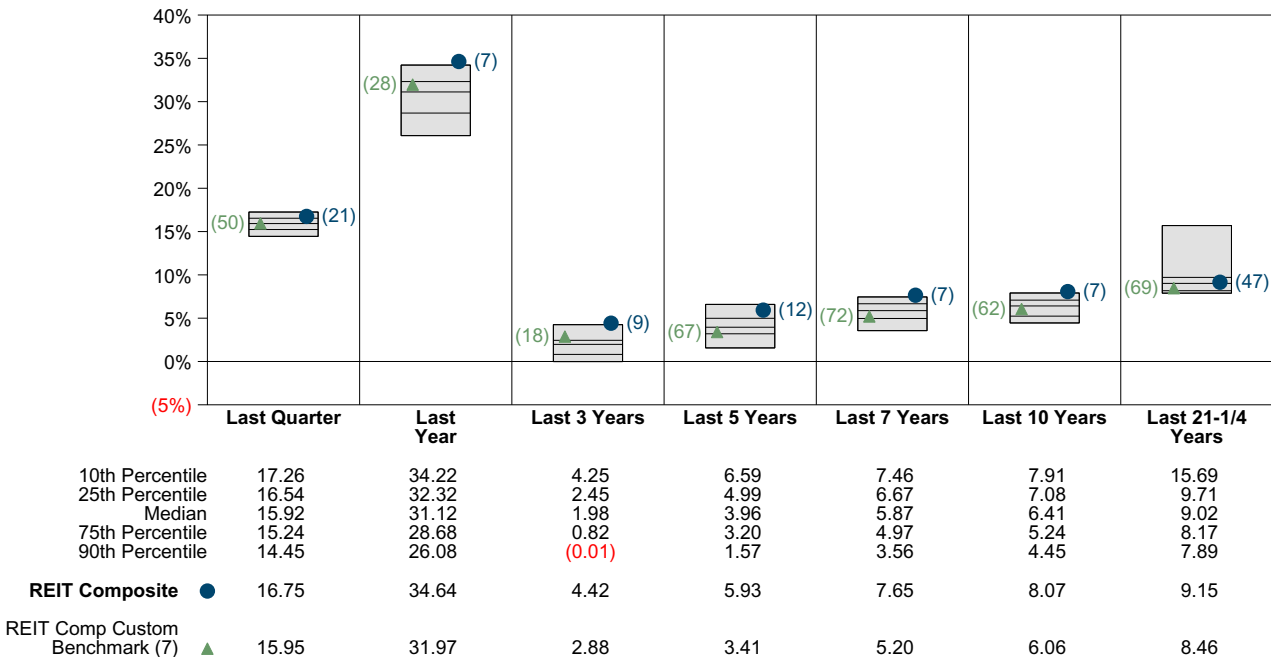 40%
35%
30%
25%
20%
15%
10%
5%
0%
(5%)
(50) (21)
(28) (7)
(18) (9)
(67) (12)
(72) (7)
(62) (7)
(69) (47)
Last Quarter Last Year Last 3 Years Last 5 Years Last 7 Years Last 10 Years Last 21-1/4 Years
10th Percentile 17.26 34.22 4.25 6.59 7.46 7.91 15.69
25th Percentile 16.54 32.32 2.45 4.99 6.67 7.08 9.71
Median 15.92 31.12 1.98 3.96 5.87 6.41 9.02
75th Percentile 15.24 28.68 0.82 3.20 4.97 5.24 8.17
90th Percentile 14.45 26.08 (0.01) 1.57 3.56 4.45 7.89
REIT Composite 16.75 34.64 4.42 5.93 7.65 8.07 9.15
REIT Comp Custom
Benchmark (7) 15.95 31.97 2.88 3.41 5.20 6.06 8.46